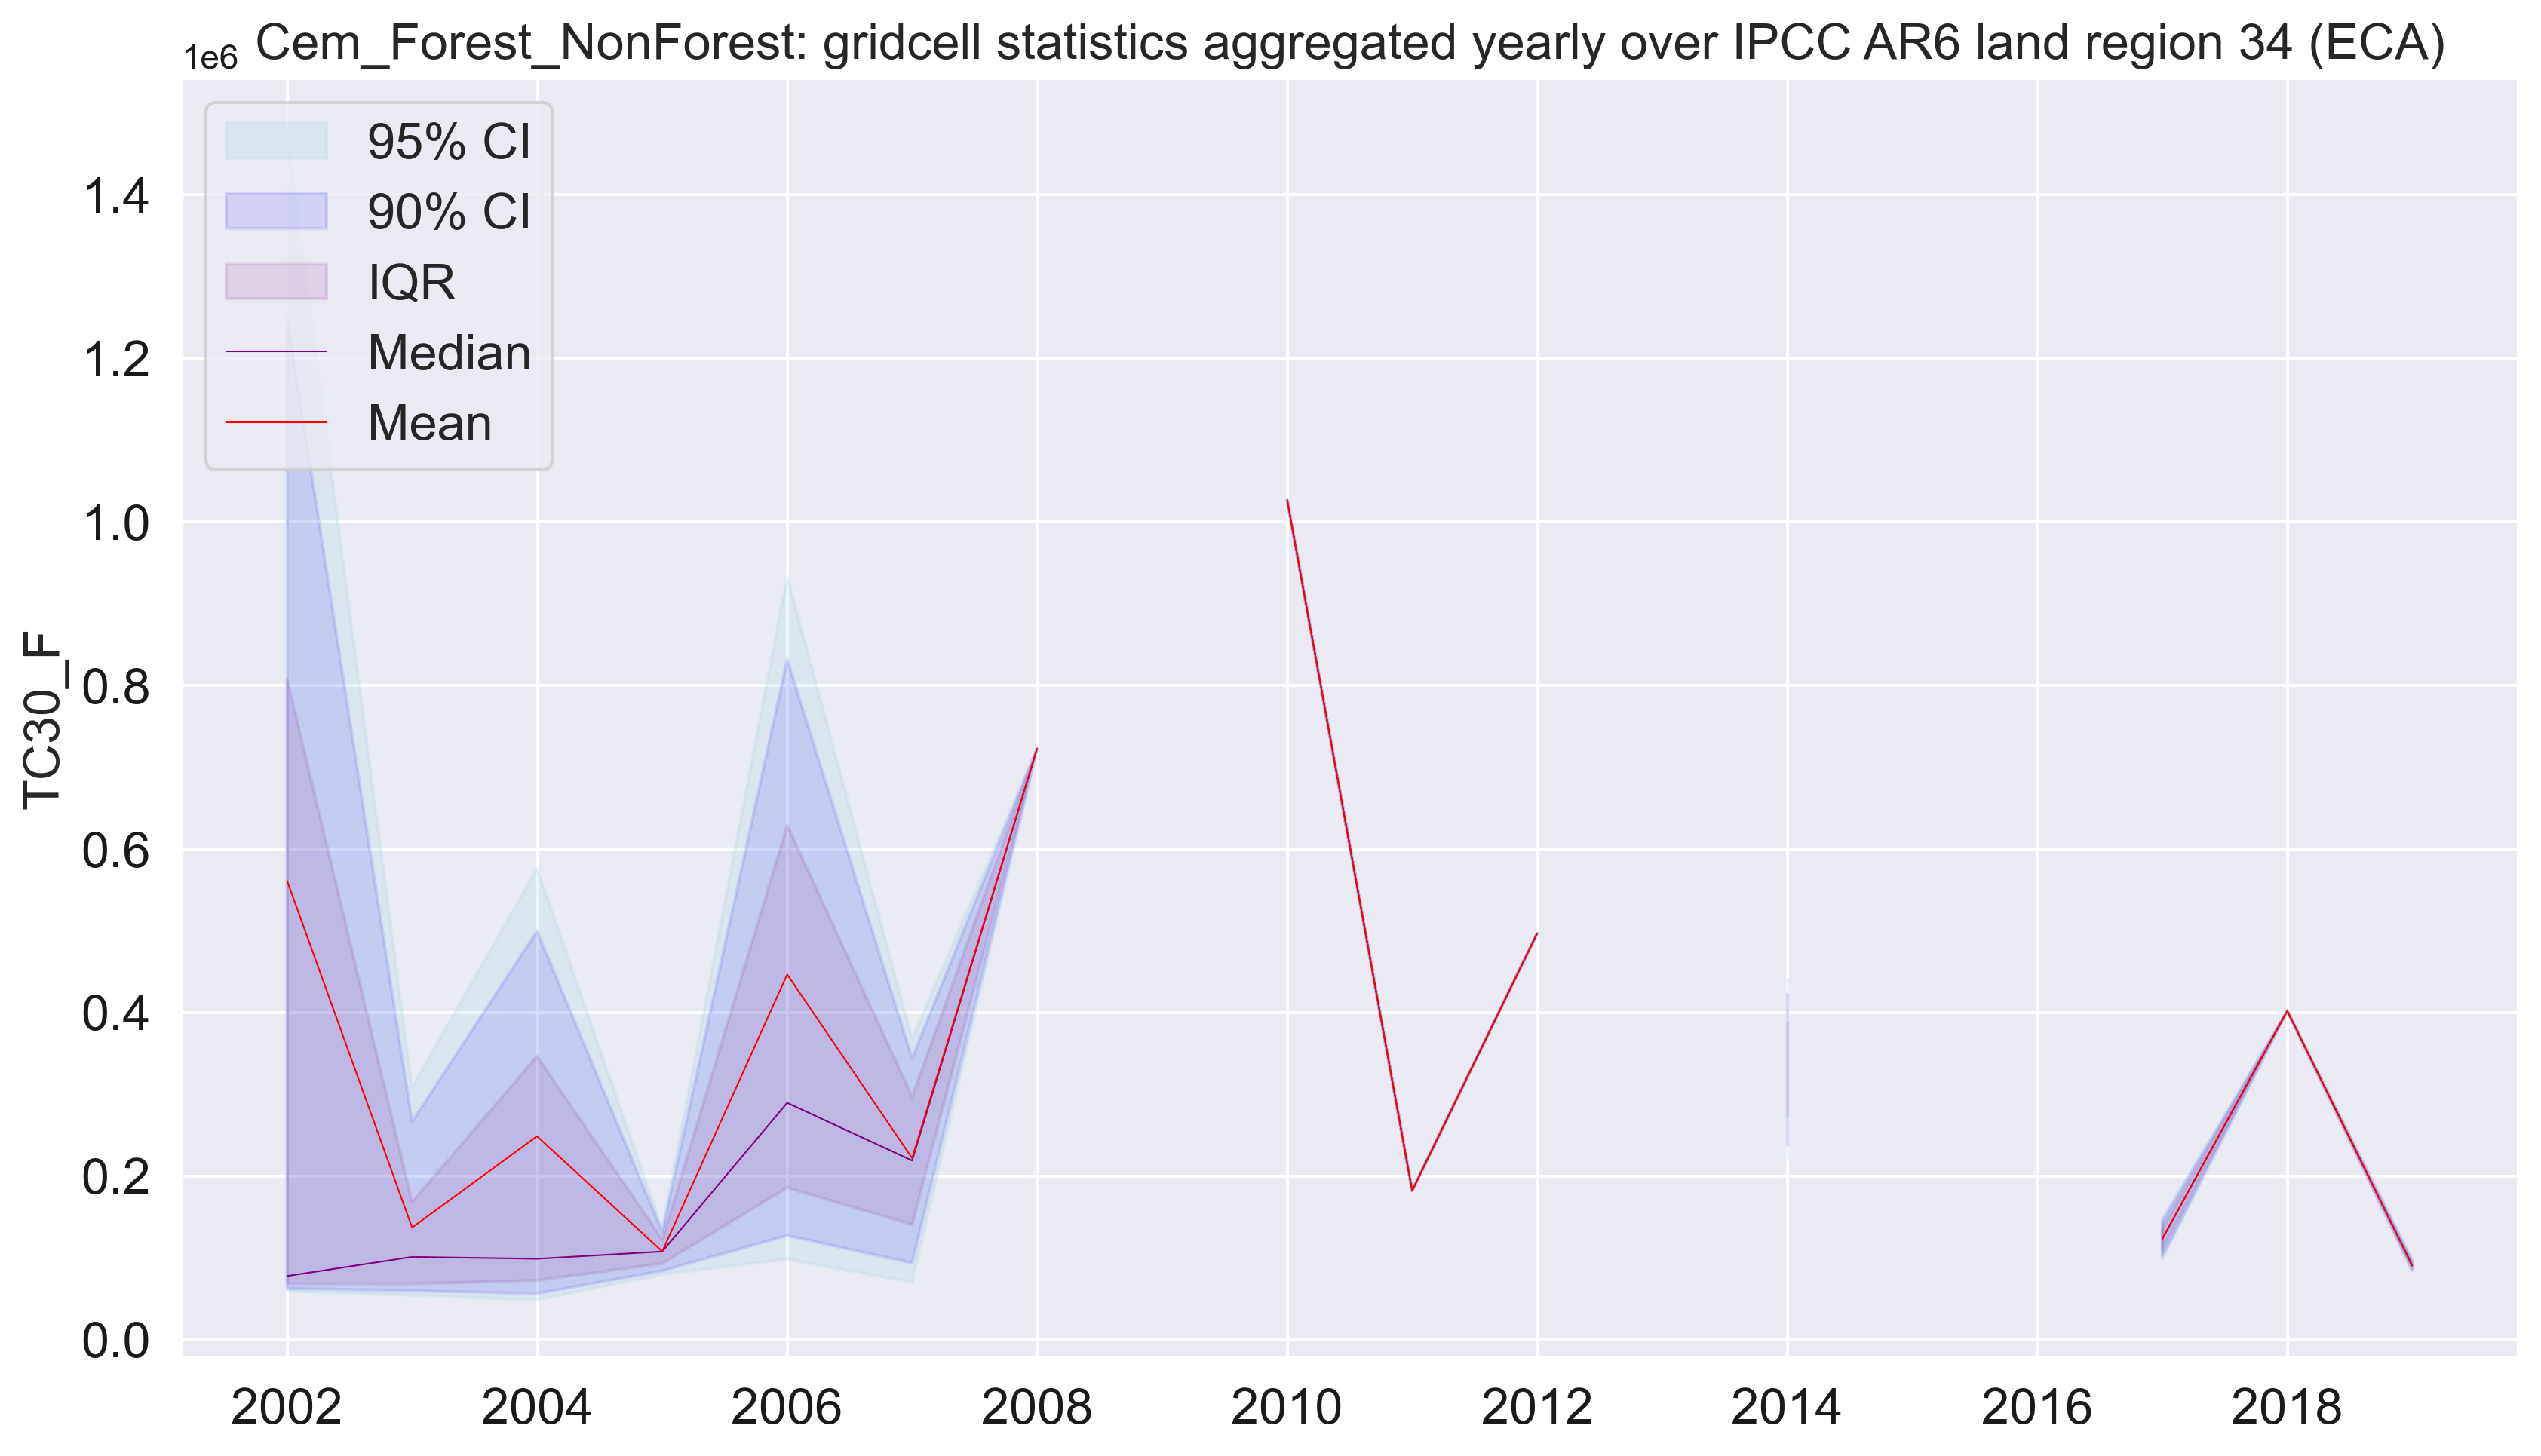 Cem_Forest_NonForest: gridcell statistics aggregated yearly over IPCC AR6 land region 34 (ECA)
1e6
95% CI
90% CI
IQR
Median
Mean
1.4
1.2
1.0
0.8
0.6
0.4
0.2
0.0
TC30_F
2002 2004 2006 2008 2010 2012 2014 2016 2018